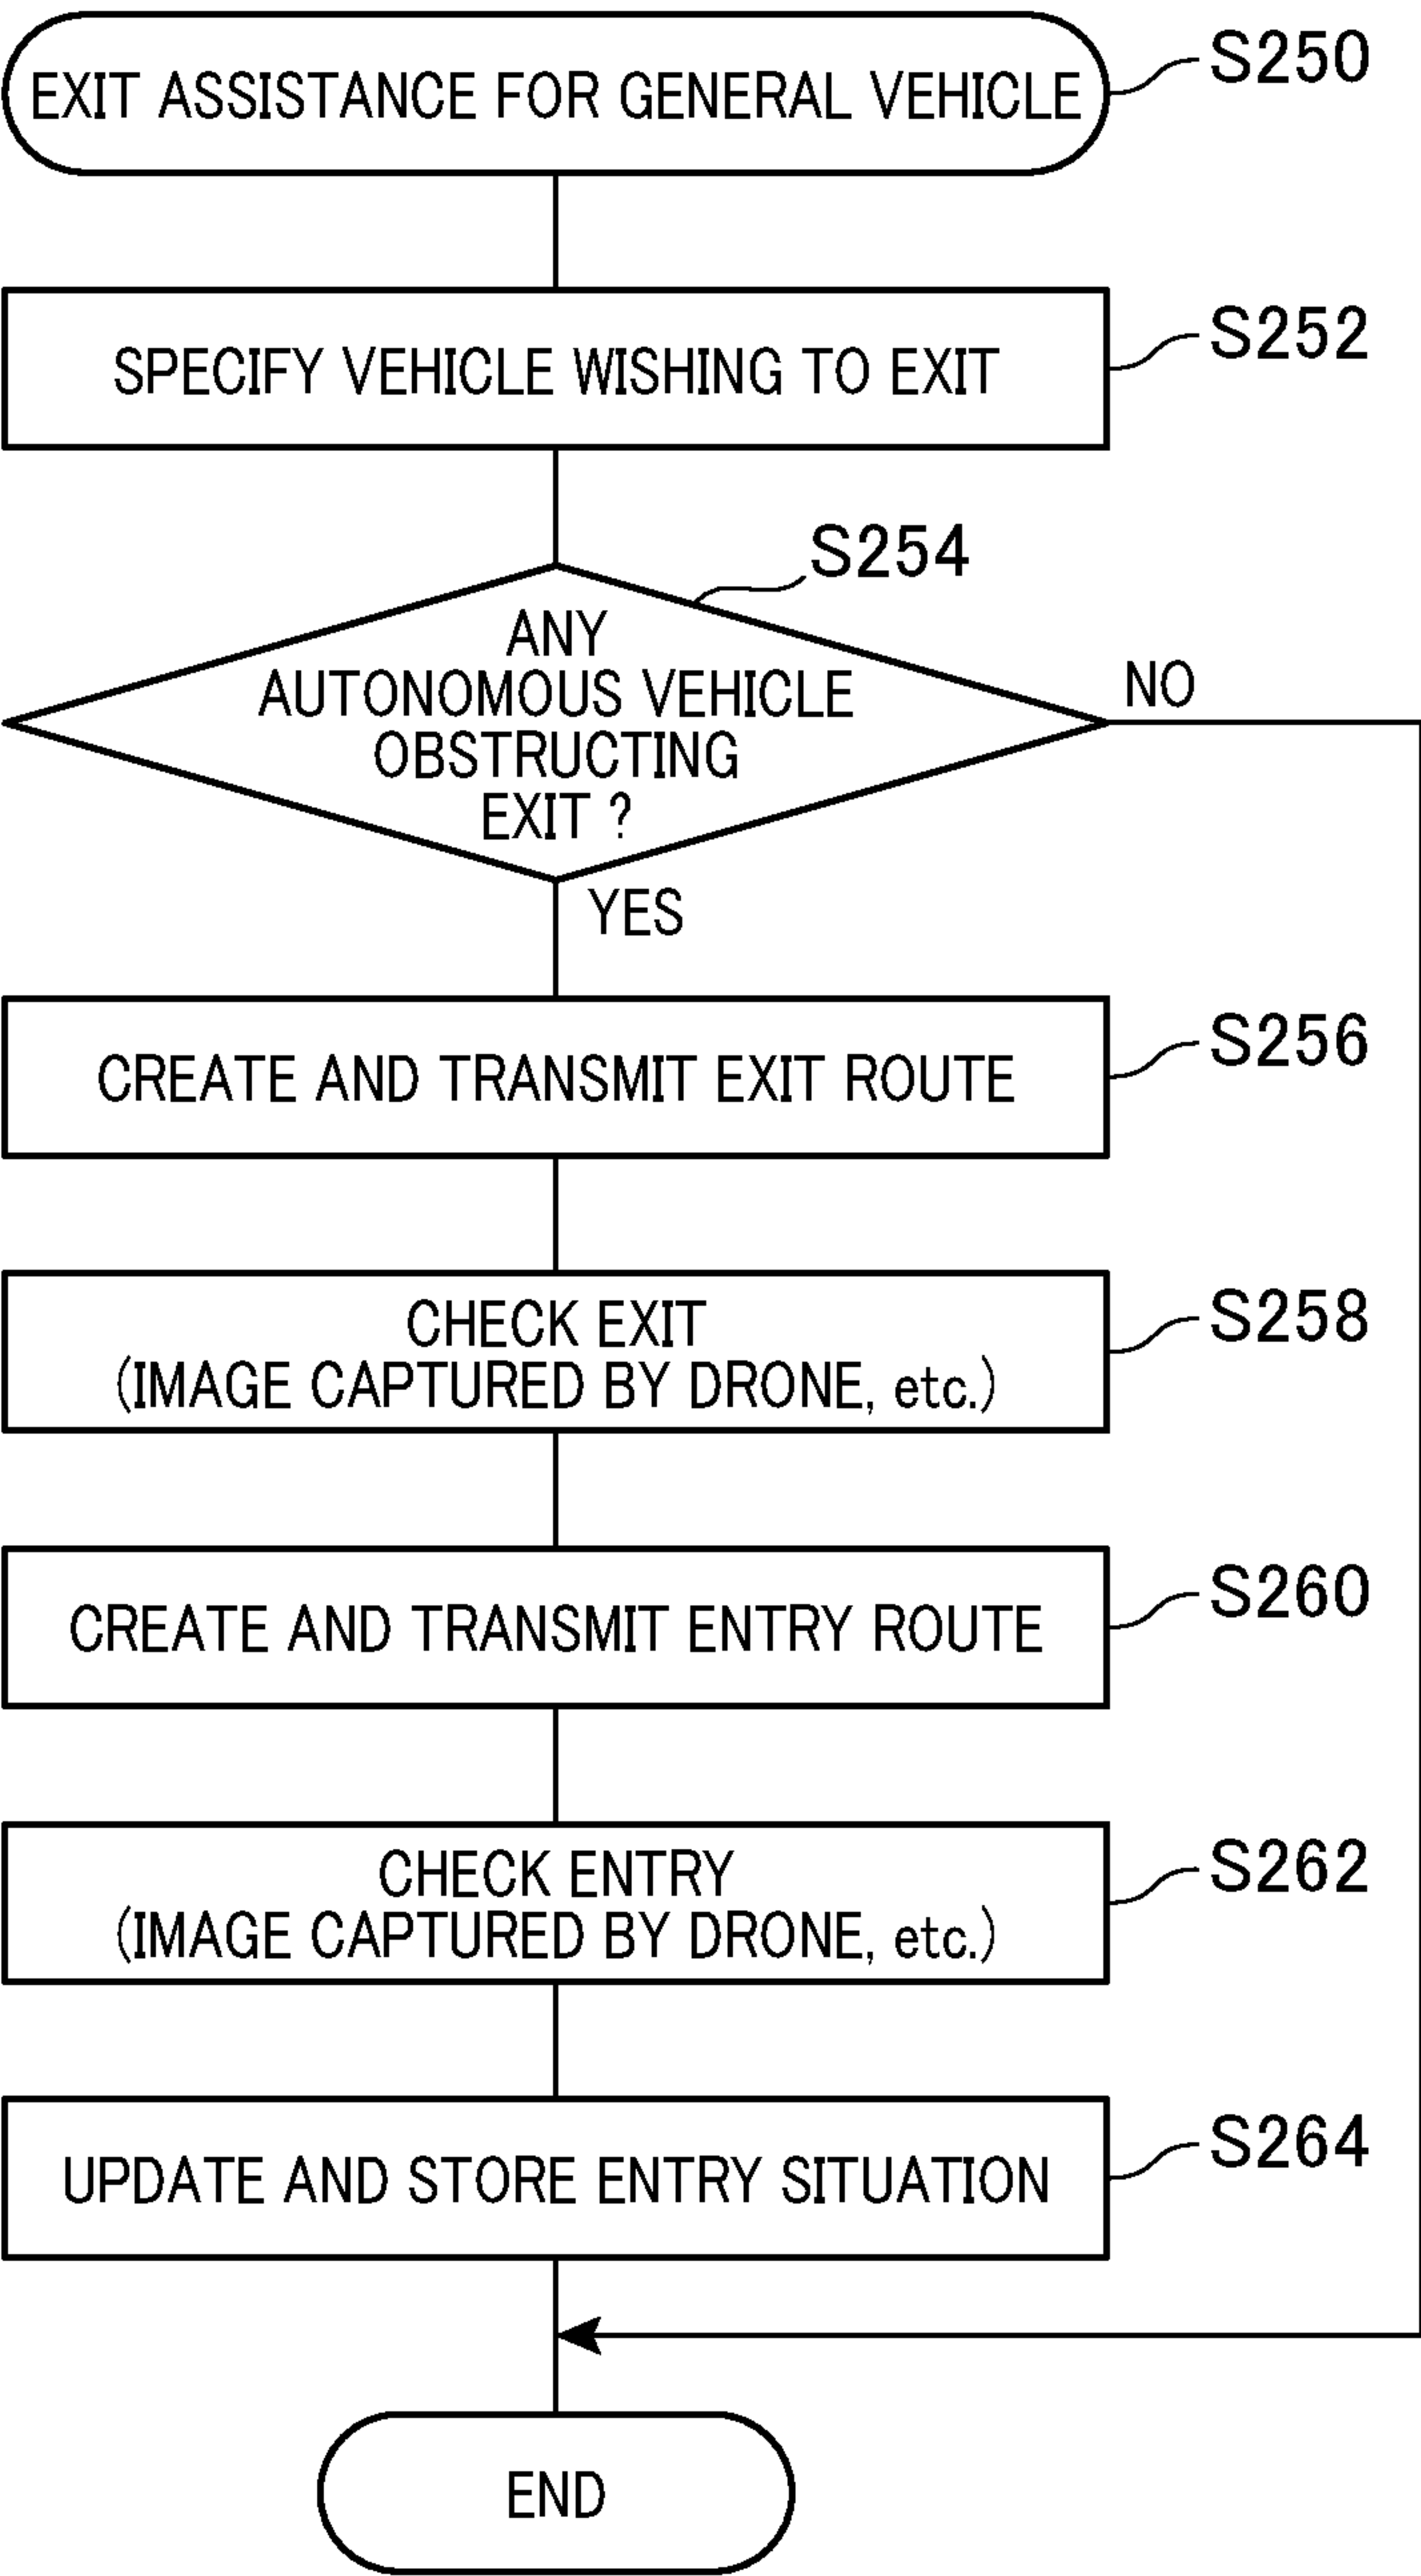 EXIT ASSISTANCE FOR GENERAL VEHICLE
S250
SPECIFY VEHICLE WISHING TO EXIT
S252
S254
ANY
AUTONOMOUS VEHICLE
OBSTRUCTING
EXIT ?
NO
YES
CREATE AND TRANSMIT EXIT ROUTE
S256
CHECK EXIT
(IMAGE CAPTURED BY DRONE, etc.)
S258
CREATE AND TRANSMIT ENTRY ROUTE
S260
CHECK ENTRY
(IMAGE CAPTURED BY DRONE, etc.)
S262
UPDATE AND STORE ENTRY SITUATION
S264
END